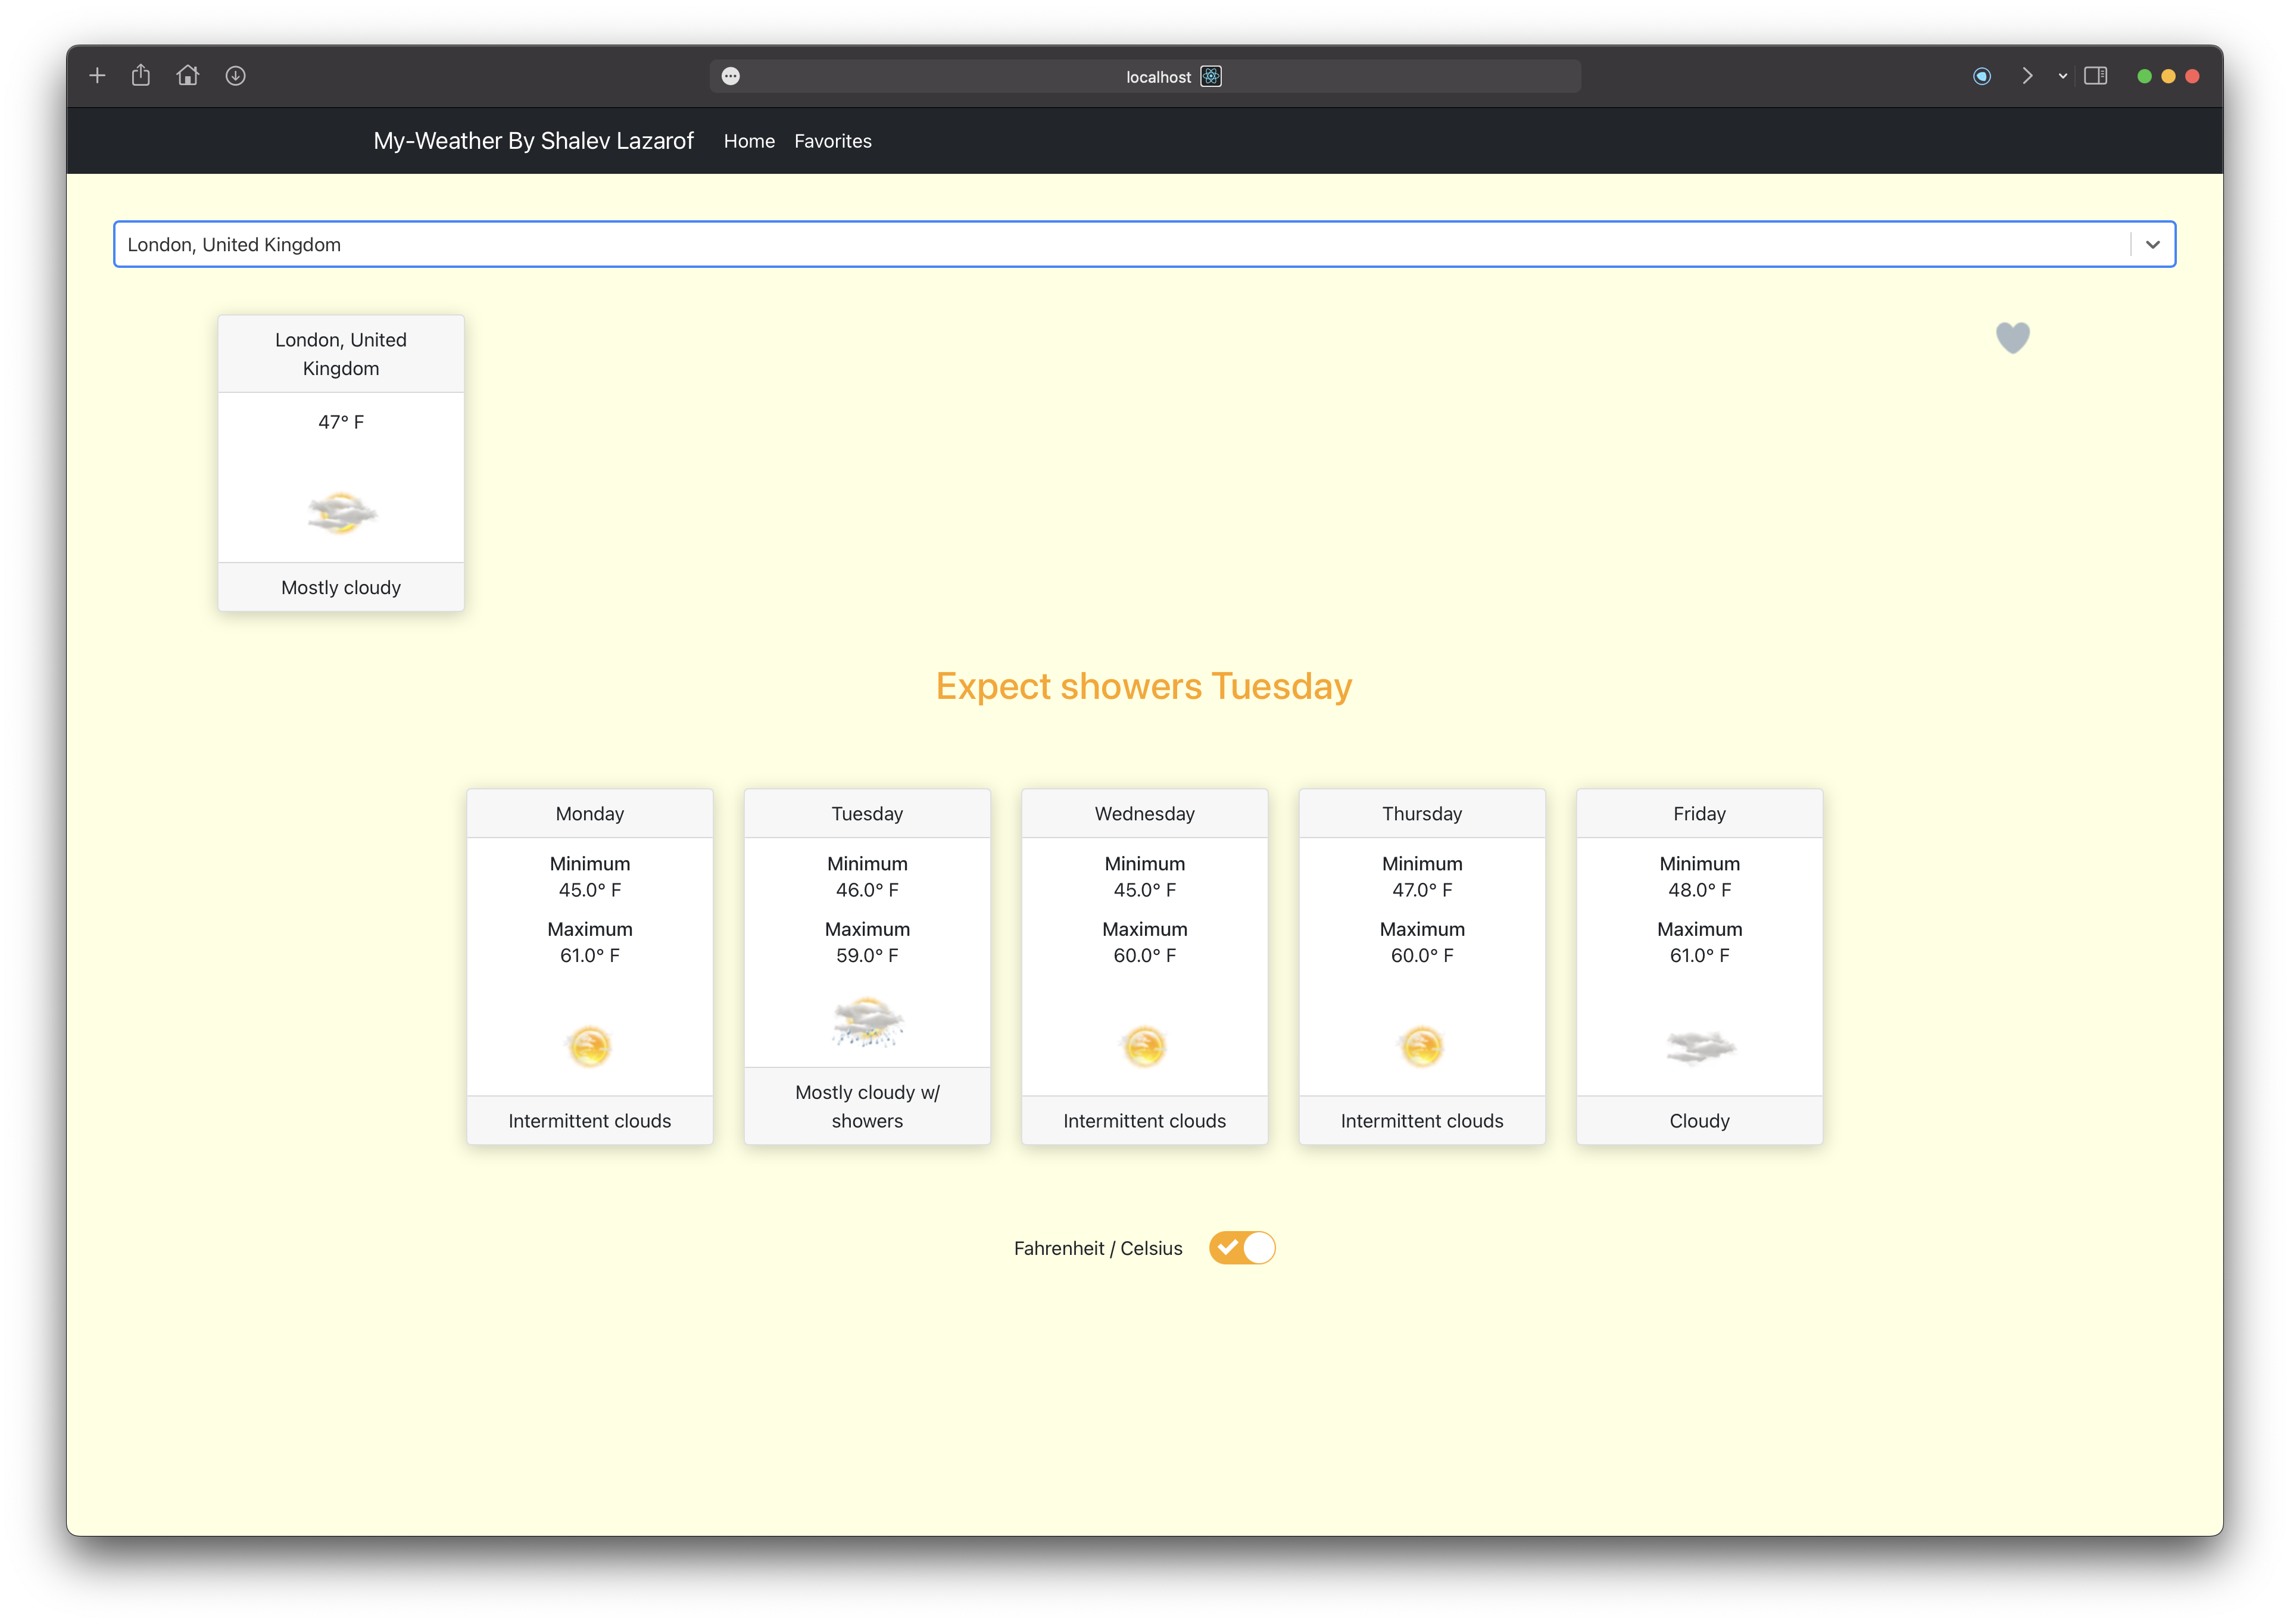 localhost
My-Weather By Shalev Lazarof Home Favorites
London, United Kingdom
London, United
Kingdom
47° F
Mostly cloudy
Expect showers Tuesday
Monday
Minimum
45.0° F
Maximum
61.0° F
Intermittent clouds
Tuesday
Minimum
46.0° F
Maximum
59.0° F
Mostly cloudy w/
showers
Wednesday
Minimum
45.0° F
Maximum
60.0° F
Intermittent clouds
Thursday
Minimum
47.0° F
Maximum
60.0° F
Intermittent clouds
Friday
Minimum
48.0° F
Maximum
61.0° F
Cloudy
Fahrenheit / Celsius